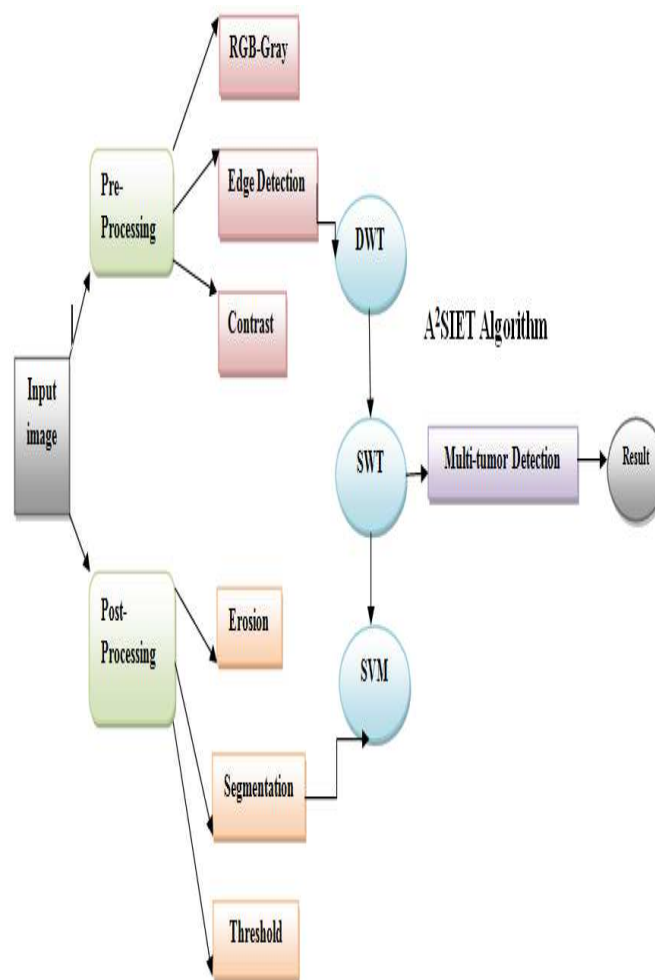 RGB-Gray
Pre-
Processing
Edge Detection
DWT
Contrast
A²SIET Algorithm
Input
image
SWT
Multi-tumor Detection
Result
Post-
Processing
Erosion
SVM
Segmentation
Threshold